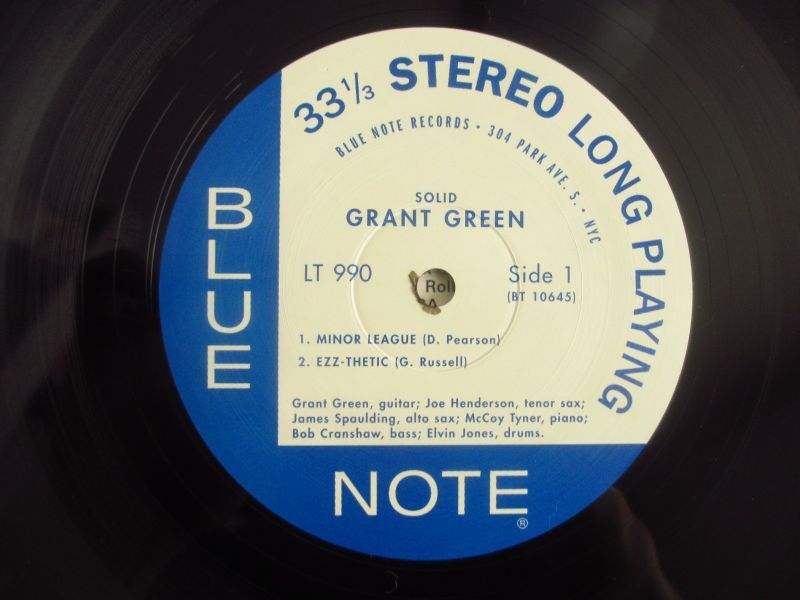 33⅓ STEREO LONG PLAYING
BLUE NOTE RECORDS • 304 PARK AVE. S. • NYC
SOLID
GRANT GREEN
LT 990
Side 1
(BT 10645)
1. MINOR LEAGUE (D. Pearson)
2. EZZ-THETIC (G. Russell)
Grant Green, guitar; Joe Henderson, tenor sax;
James Spaulding, alto sax; McCoy Tyner, piano;
Bob Cranshaw, bass; Elvin Jones, drums.
BLUE
NOTE®